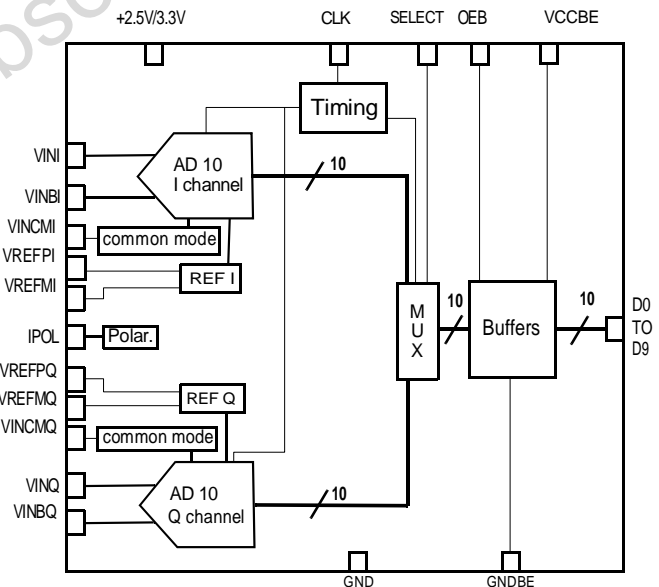 +2.5V/3.3V CLK SELECT OEB VCCBE
Timing
VINI
VINBI
AD 10
I channel
10
VINCMI
common mode
VREFPI
VREFMI
REF I
IPOL
Polar.
MUX
10
Buffers
10
D0
TO
D9
VREFPQ
VREFMQ
REF Q
VINCMQ
common mode
VINQ
VINBQ
AD 10
Q channel
10
GND
GNDBE